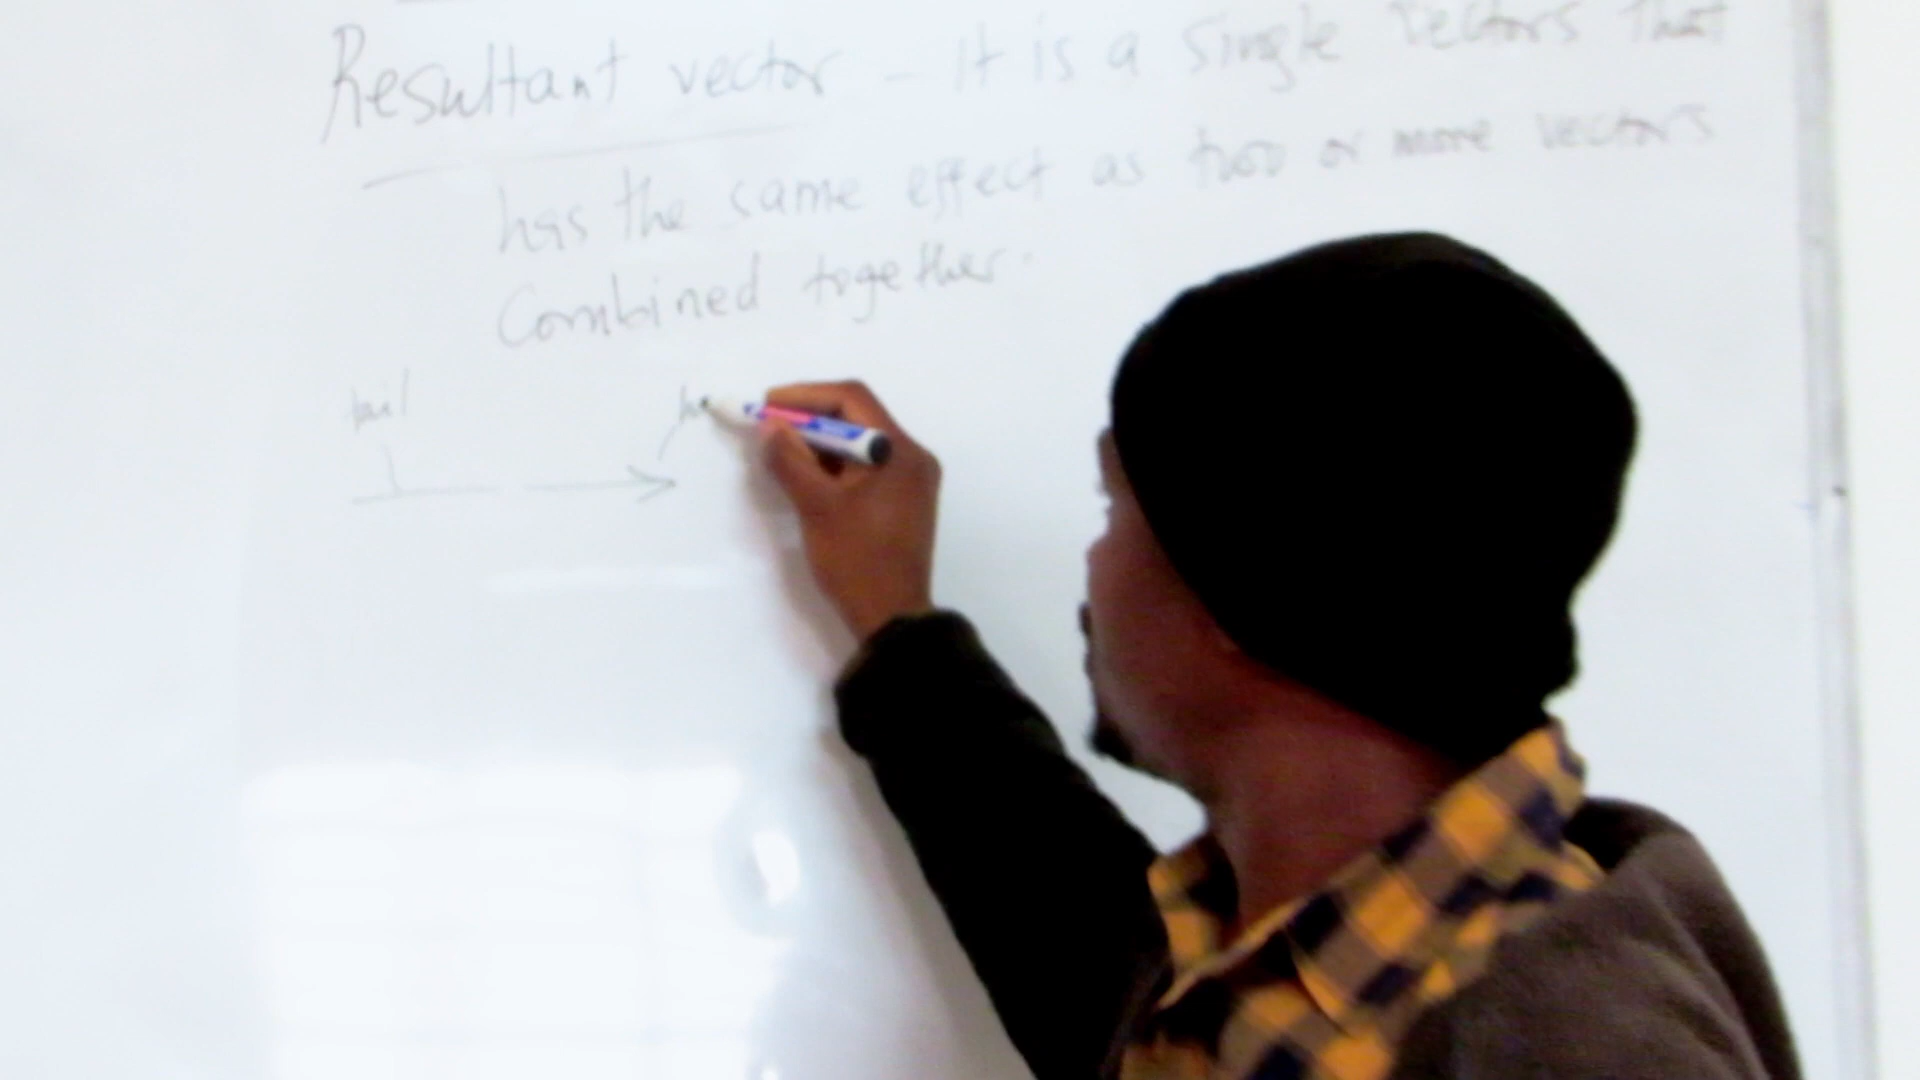 Resultant vector - It is a single vectors that
has the same effect as two or more vectors
Combined together.
tail